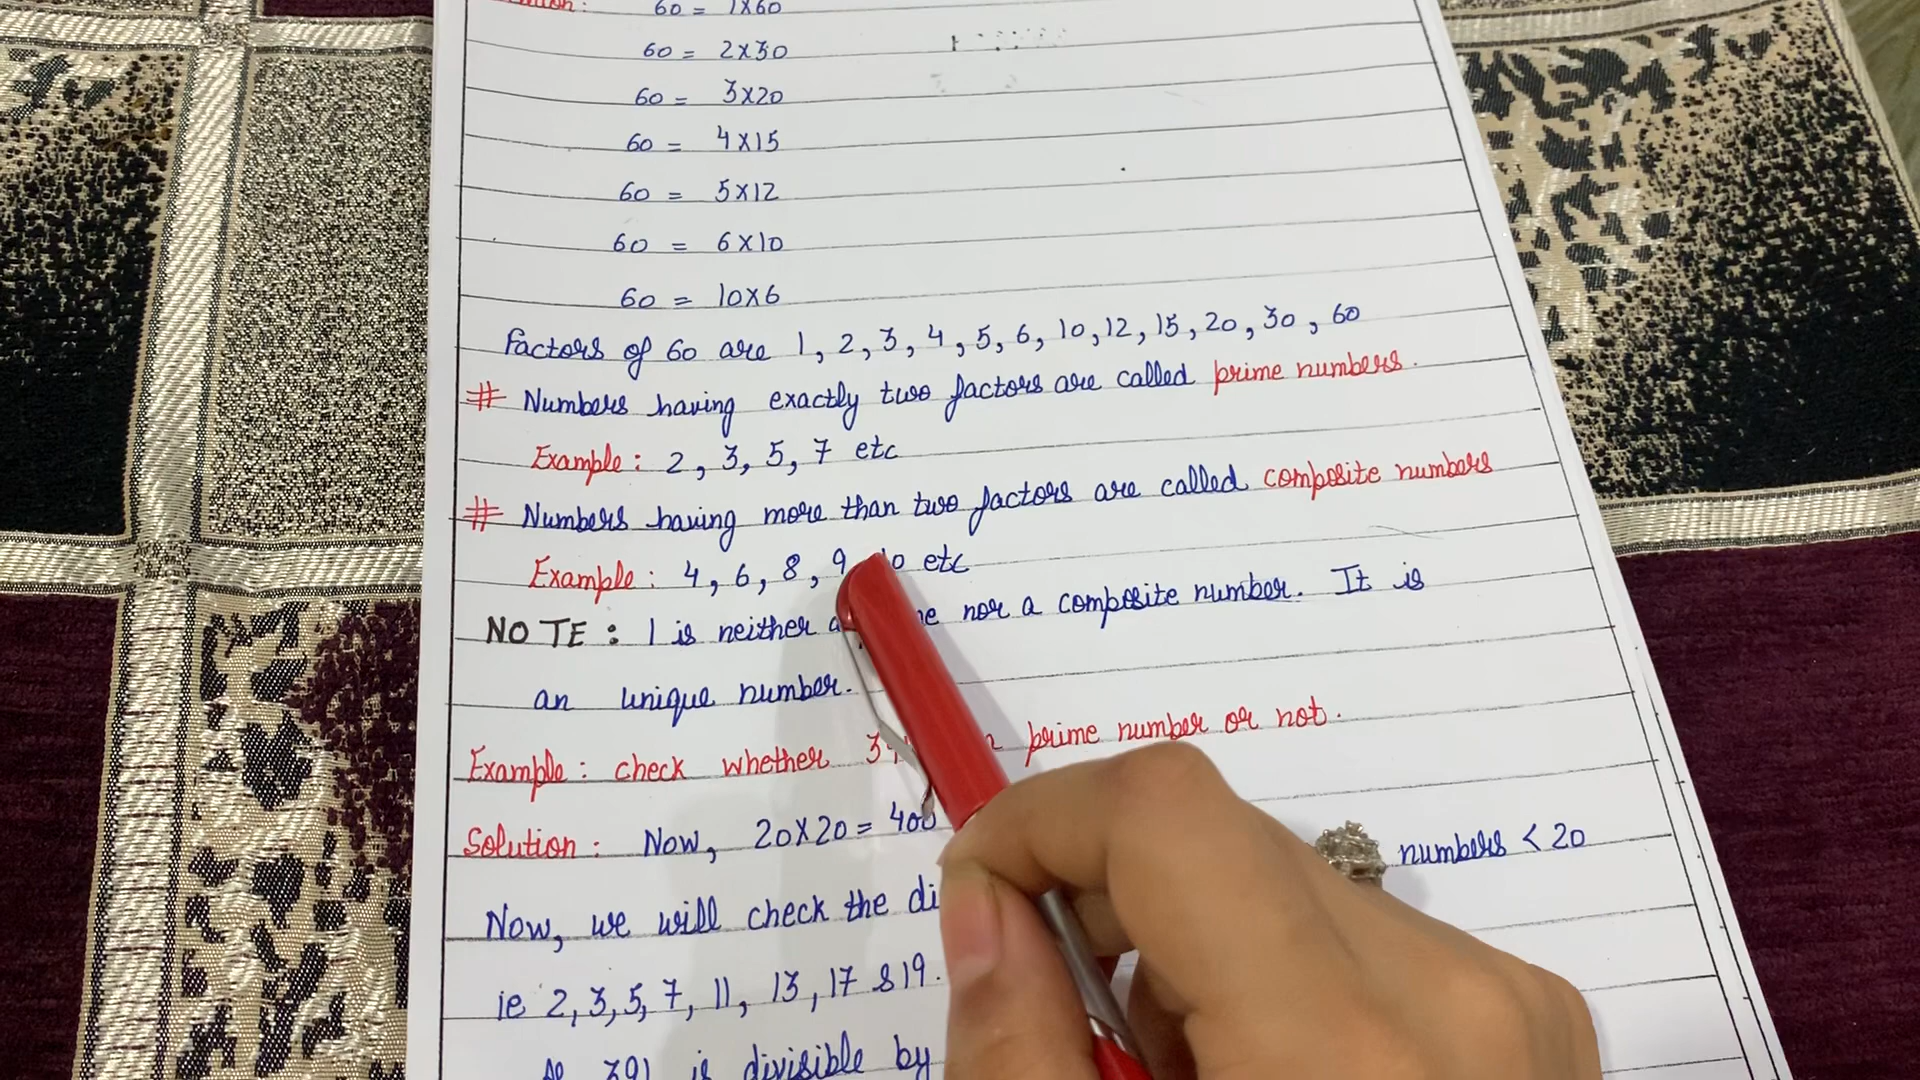 60 = 1X60
60 = 2X30
60 = 3X20
60 = 4X15
60 = 5X12
60 = 6X10
60 = 10X6
factors of 60 are 1, 2, 3, 4, 5, 6, 10, 12, 15, 20, 30, 60
# Numbers having exactly two factors are called prime numbers.
Example: 2, 3, 5, 7 etc
# Numbers having more than two factors are called composite numbers
Example: 4, 6, 8, 9 etc
NOTE: 1 is neither a nor a composite number. It is
an unique number.
Example: check whether prime number or not.
Solution: Now, 20X20= 400 numbers < 20
Now, we will check the
ie 2, 3, 5, 7, 11, 13, 17 & 19.
391 is divisible by